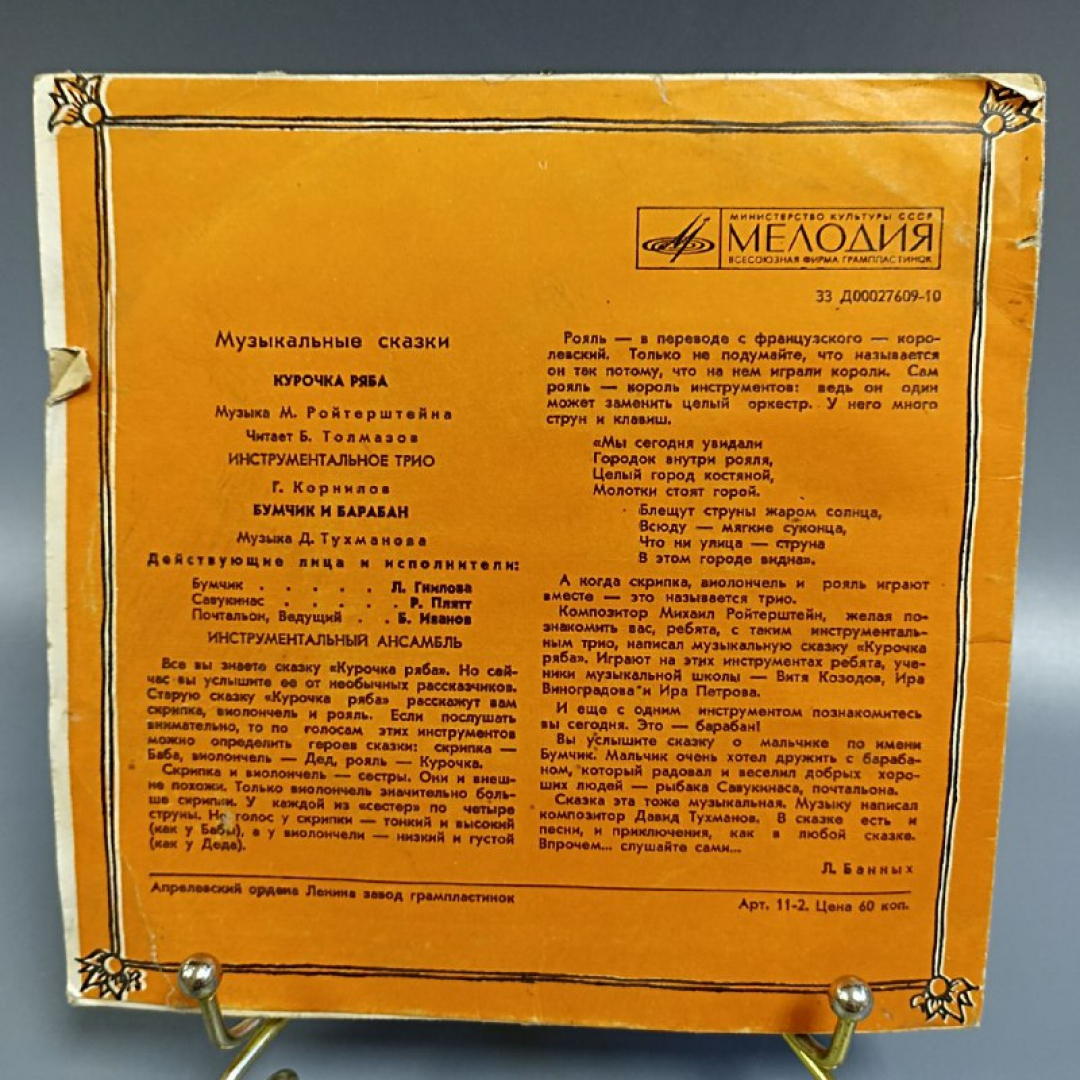 МИНИСТЕРСТВО КУЛЬТУРЫ СССР
МЕЛОДИЯ
ВСЕСОЮЗНАЯ ФИРМА ГРАМПЛАСТИНОК
33 Д00027609-10
Музыкальные сказки
КУРОЧКА РЯБА
Музыка М. Ройтерштейна
Читает Б. Толмазов
ИНСТРУМЕНТАЛЬНОЕ ТРИО
Г. Корнилов
БУМЧИК И БАРАБАН
Музыка Д. Тухманова
Действующие лица и исполнители:
Бумчик . . . . . Л. Гнилова
Савукинас . . . . . Р. Плятт
Почтальон, Ведущий . . Б. Иванов
ИНСТРУМЕНТАЛЬНЫЙ АНСАМБЛЬ
Все вы знаете сказку «Курочка ряба». Но сей-
час вы услышите ее от необычных рассказчиков.
Старую сказку «Курочка ряба» расскажут вам
скрипка, виолончель и рояль. Если послушать
внимательно, то по голосам этих инструментов
можно определить героев сказки: скрипка —
Баба, виолончель — Дед, рояль — Курочка.
Скрипка и виолончель — сестры. Они и внеш-
не похожи. Только виолончель значительно боль-
ше скрипки. У каждой из «сестер» по четыре
струны. Но голос у скрипки — тонкий и высокий
(как у Бабы), а у виолончели — низкий и густой
(как у Деда).
Рояль — в переводе с французского — коро-
левский. Только не подумайте, что называется
он так потому, что на нем играли короли. Сам
рояль — король инструментов: ведь он один
может заменить целый оркестр. У него много
струн и клавиш.
«Мы сегодня увидали
Городок внутри рояля,
Целый город костяной,
Молотки стоят горой.
Блещут струны жаром солнца,
Всюду — мягкие суконца,
Что ни улица — струна
В этом городе видна».
А когда скрипка, виолончель и рояль играют
вместе — это называется трио.
Композитор Михаил Ройтерштейн, желая по-
знакомить вас, ребята, с таким инструменталь-
ным трио, написал музыкальную сказку «Курочка
ряба». Играют на этих инструментах ребята, уче-
ники музыкальной школы — Витя Козодов, Ира
Виноградова и Ира Петрова.
И еще с одним инструментом познакомитесь
вы сегодня. Это — барабан!
Вы услышите сказку о мальчике по имени
Бумчик. Мальчик очень хотел дружить с бараба-
ном, который радовал и веселил добрых хоро-
ших людей — рыбака Савукинаса, почтальона.
Сказка эта тоже музыкальная. Музыку написал
композитор Давид Тухманов. В сказке есть и
песни, и приключения, как в любой сказке.
Впрочем... слушайте сами...
Л. Банных
Апрелевский ордена Ленина завод грампластинок
Арт. 11-2. Цена 60 коп.